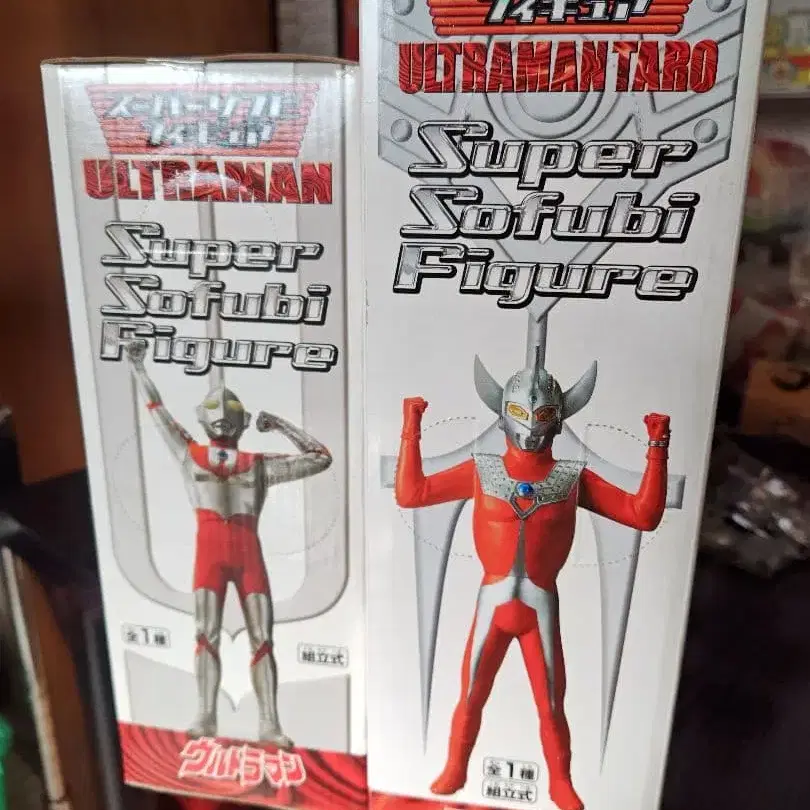 スーパーソフビ
フィギュア
ULTRAMAN
Super
Sofubi
Figure
全1種
組立式
ウルトラマン
フィギュア
ULTRAMAN TARO
Super
Sofubi
Figure
全1種
組立式